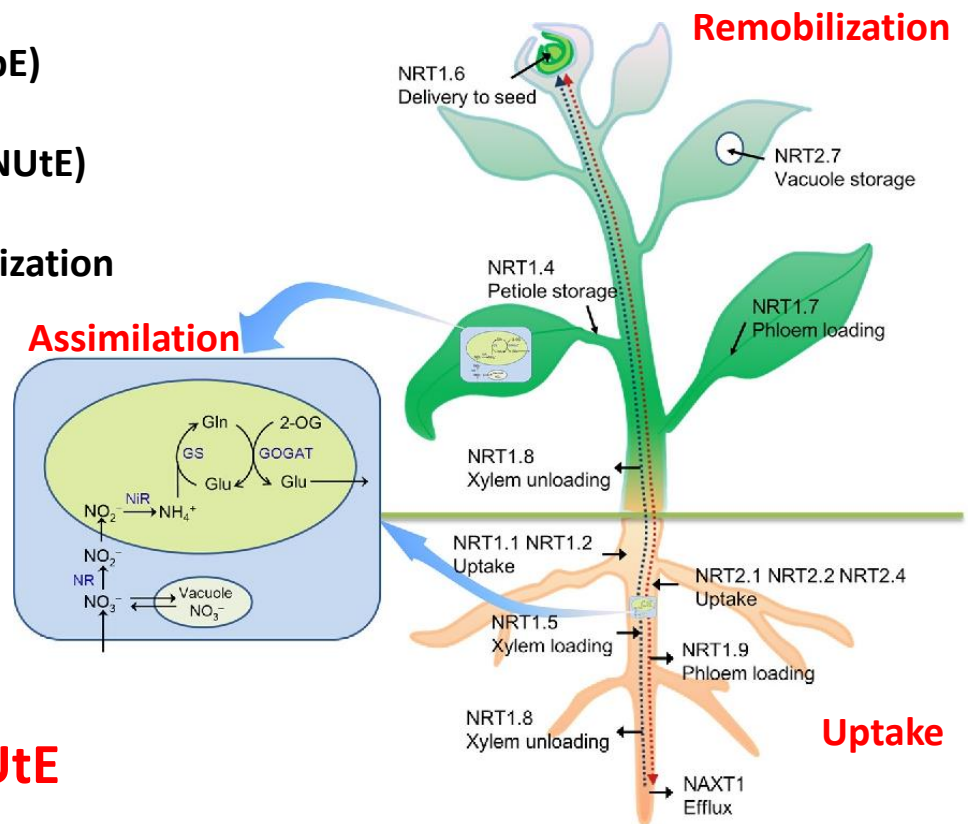 Remobilization
oE)
NRT1.6
Delivery to seed
NUtE)
NRT2.7
Vacuole storage
ization
NRT1.4
Petiole storage
NRT1.7
Phloem loading
Assimilation
Gln
2-OG
GS
GOGAT
Glu
Glu
NiR
NO₂⁻
NH₄⁺
NO₂⁻
NR
NO₃⁻
Vacuole
NO₃⁻
NRT1.8
Xylem unloading
NRT1.1 NRT1.2
Uptake
NRT2.1 NRT2.2 NRT2.4
Uptake
NRT1.5
Xylem loading
NRT1.9
Phloem loading
NRT1.8
Xylem unloading
Uptake
UtE
NAXT1
Efflux